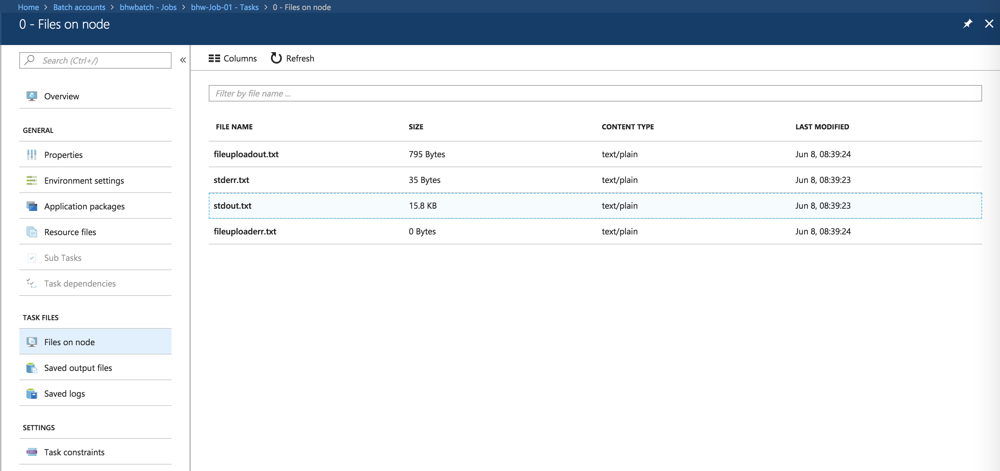 Home > Batch accounts > bhwbatch - Jobs > bhw-Job-01 - Tasks > 0 - Files on node
0 - Files on node
Search (Ctrl+/)
«
Overview
GENERAL
Properties
Environment settings
Application packages
Resource files
Sub Tasks
Task dependencies
TASK FILES
Files on node
Saved output files
Saved logs
SETTINGS
Task constraints
Columns Refresh
Filter by file name ...
FILE NAME SIZE CONTENT TYPE LAST MODIFIED
fileuploadout.txt 795 Bytes text/plain Jun 8, 08:39:24
stderr.txt 35 Bytes text/plain Jun 8, 08:39:23
stdout.txt 15.8 KB text/plain Jun 8, 08:39:23
fileuploaderr.txt 0 Bytes text/plain Jun 8, 08:39:24